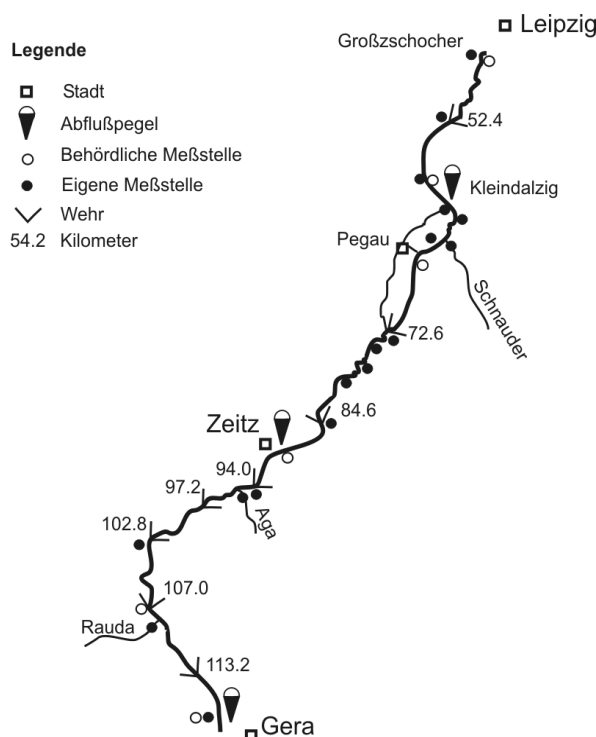 Leipzig
Großzschocher
Legende
Stadt
Abflußpegel
Behördliche Meßstelle
Eigene Meßstelle
Wehr
54.2 Kilometer
52.4
Kleindalzig
Pegau
Schnauder
72.6
84.6
Zeitz
94.0
97.2
Aga
102.8
107.0
Rauda
113.2
Gera